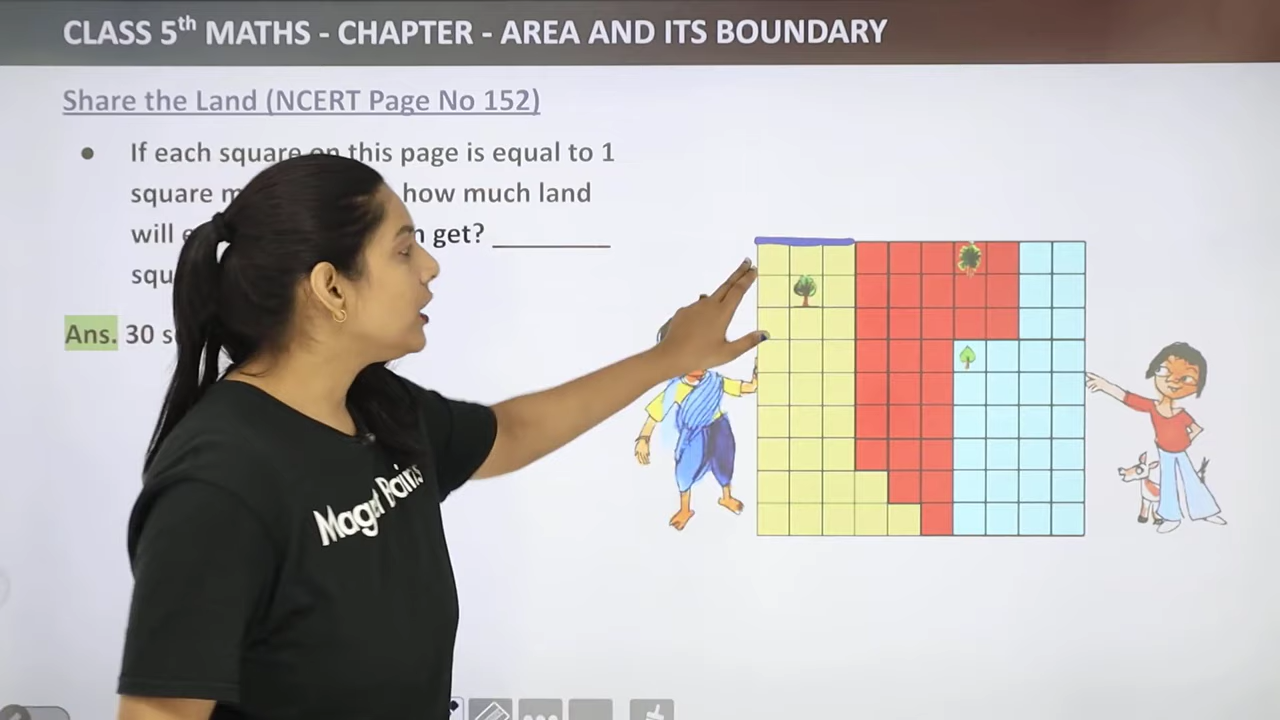 CLASS 5th MATHS - CHAPTER - AREA AND ITS BOUNDARY
Share the Land (NCERT Page No 152)
● If each square on this page is equal to 1
square how much land
will get? ________
Ans. 30
Magnet Brains